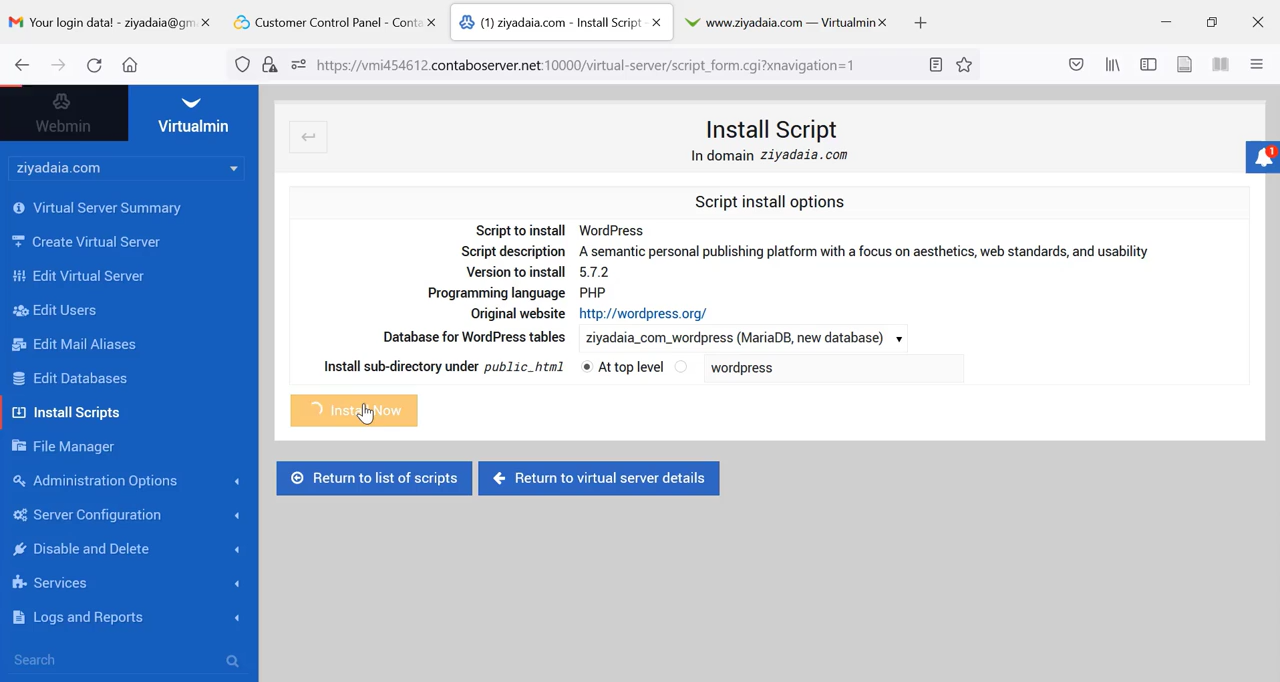 Your login data! - ziyadaia@gm
Customer Control Panel - Conta
(1) ziyadaia.com - Install Script -
www.ziyadaia.com — Virtualmin
https://vmi454612.contaboserver.net:10000/virtual-server/script_form.cgi?xnavigation=1
Webmin
Virtualmin
ziyadaia.com
Virtual Server Summary
Create Virtual Server
Edit Virtual Server
Edit Users
Edit Mail Aliases
Edit Databases
Install Scripts
File Manager
Administration Options
Server Configuration
Disable and Delete
Services
Logs and Reports
Search
Install Script
In domain ziyadaia.com
1
Script install options
Script to install WordPress
Script description A semantic personal publishing platform with a focus on aesthetics, web standards, and usability
Version to install 5.7.2
Programming language PHP
Original website http://wordpress.org/
Database for WordPress tables ziyadaia_com_wordpress (MariaDB, new database)
Install sub-directory under public_html At top level wordpress
Install Now
Return to list of scripts
Return to virtual server details